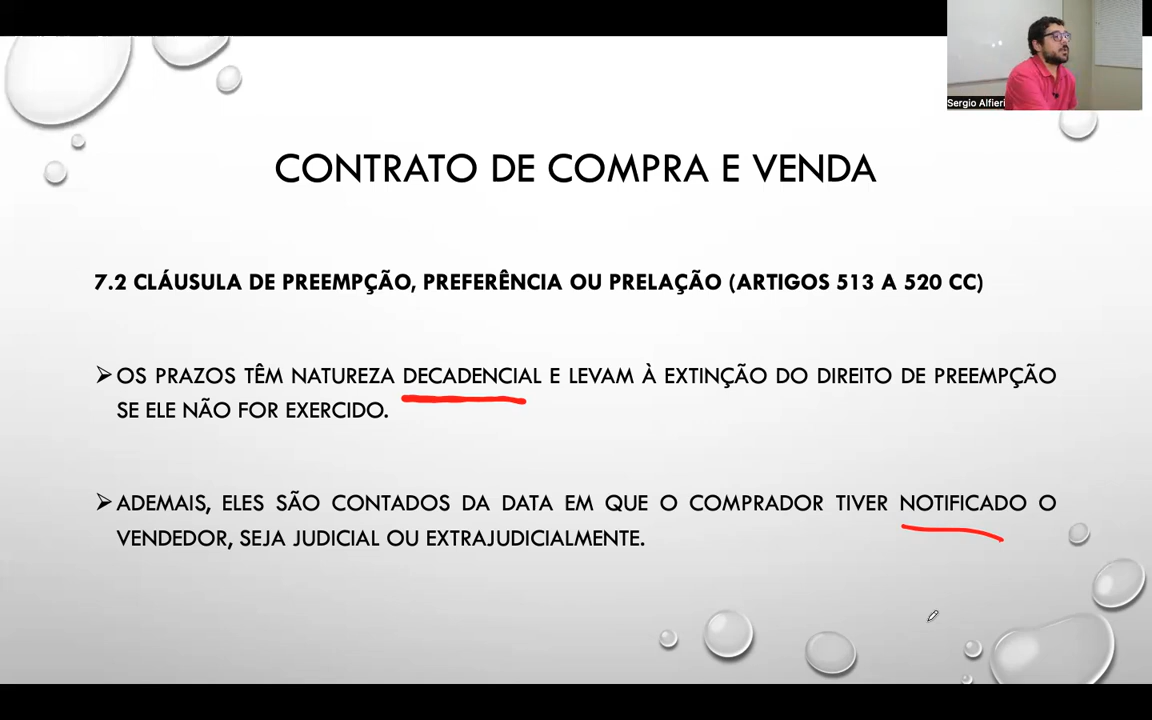 Sergio Alfieri
CONTRATO DE COMPRA E VENDA
7.2 CLÁUSULA DE PREEMPÇÃO, PREFERÊNCIA OU PRELAÇÃO (ARTIGOS 513 A 520 CC)
OS PRAZOS TÊM NATUREZA DECADENCIAL E LEVAM À EXTINÇÃO DO DIREITO DE PREEMPÇÃO
SE ELE NÃO FOR EXERCIDO.
ADEMAIS, ELES SÃO CONTADOS DA DATA EM QUE O COMPRADOR TIVER NOTIFICADO O
VENDEDOR, SEJA JUDICIAL OU EXTRAJUDICIALMENTE.